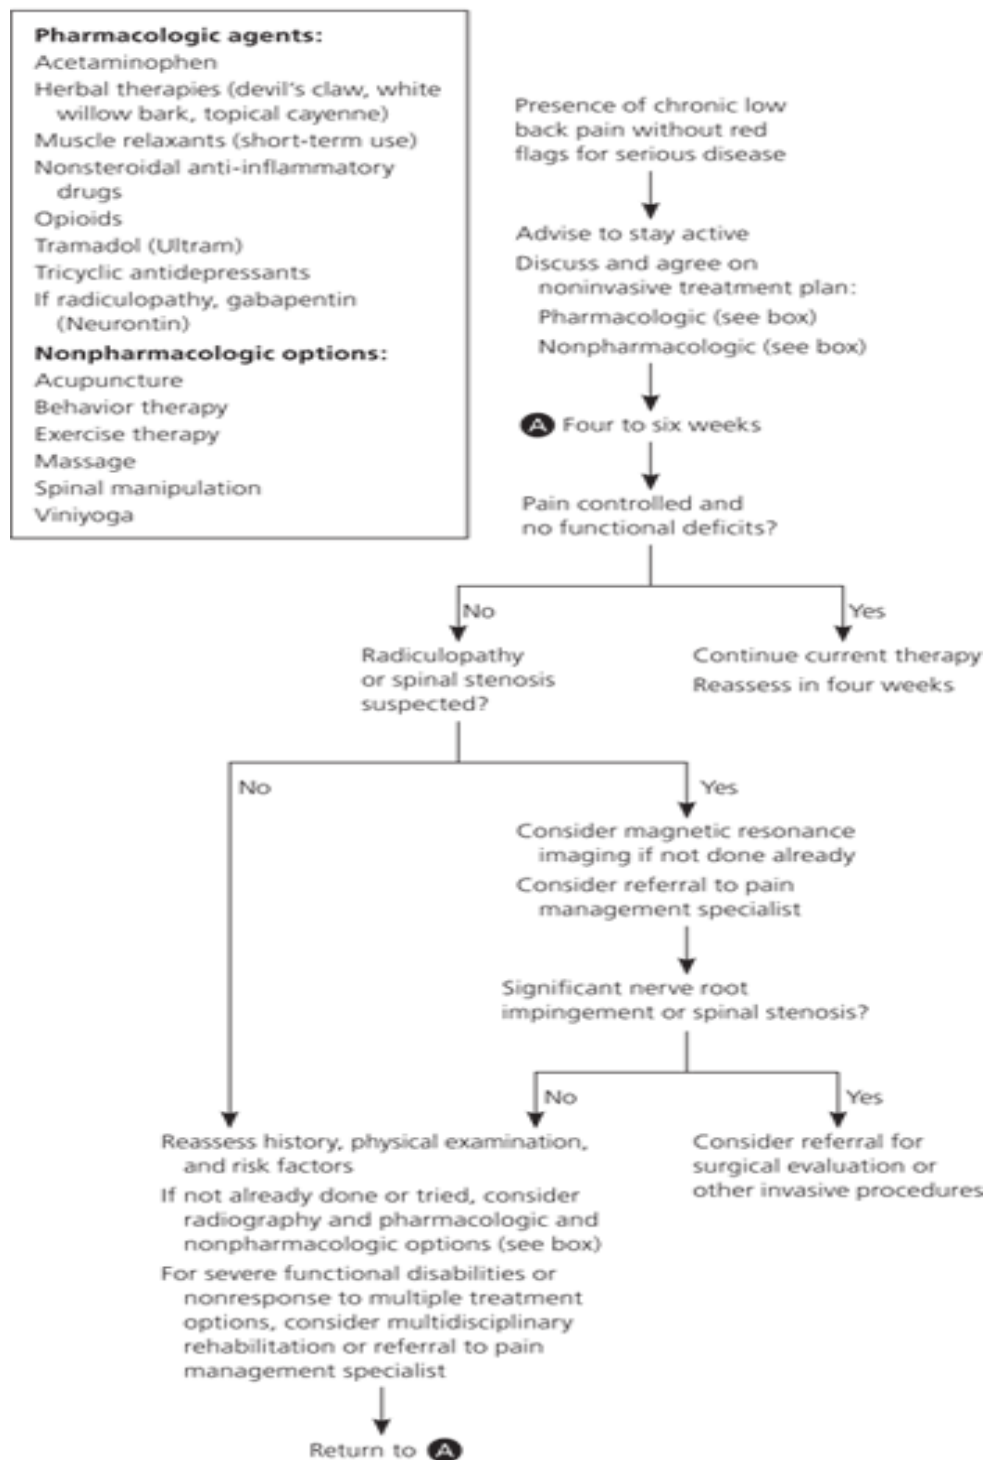 Pharmacologic agents:
Acetaminophen
Herbal therapies (devil's claw, white
willow bark, topical cayenne)
Muscle relaxants (short-term use)
Nonsteroidal anti-inflammatory
drugs
Opioids
Tramadol (Ultram)
Tricyclic antidepressants
If radiculopathy, gabapentin
(Neurontin)
Nonpharmacologic options:
Acupuncture
Behavior therapy
Exercise therapy
Massage
Spinal manipulation
Viniyoga
Presence of chronic low
back pain without red
flags for serious disease
Advise to stay active
Discuss and agree on
noninvasive treatment plan:
Pharmacologic (see box)
Nonpharmacologic (see box)
A Four to six weeks
Pain controlled and
no functional deficits?
No
Yes
Radiculopathy
or spinal stenosis
suspected?
Continue current therapy
Reassess in four weeks
No
Yes
Consider magnetic resonance
imaging if not done already
Consider referral to pain
management specialist
Significant nerve root
impingement or spinal stenosis?
No
Yes
Reassess history, physical examination,
and risk factors
If not already done or tried, consider
radiography and pharmacologic and
nonpharmacologic options (see box)
For severe functional disabilities or
nonresponse to multiple treatment
options, consider multidisciplinary
rehabilitation or referral to pain
management specialist
Consider referral for
surgical evaluation or
other invasive procedures
Return to A